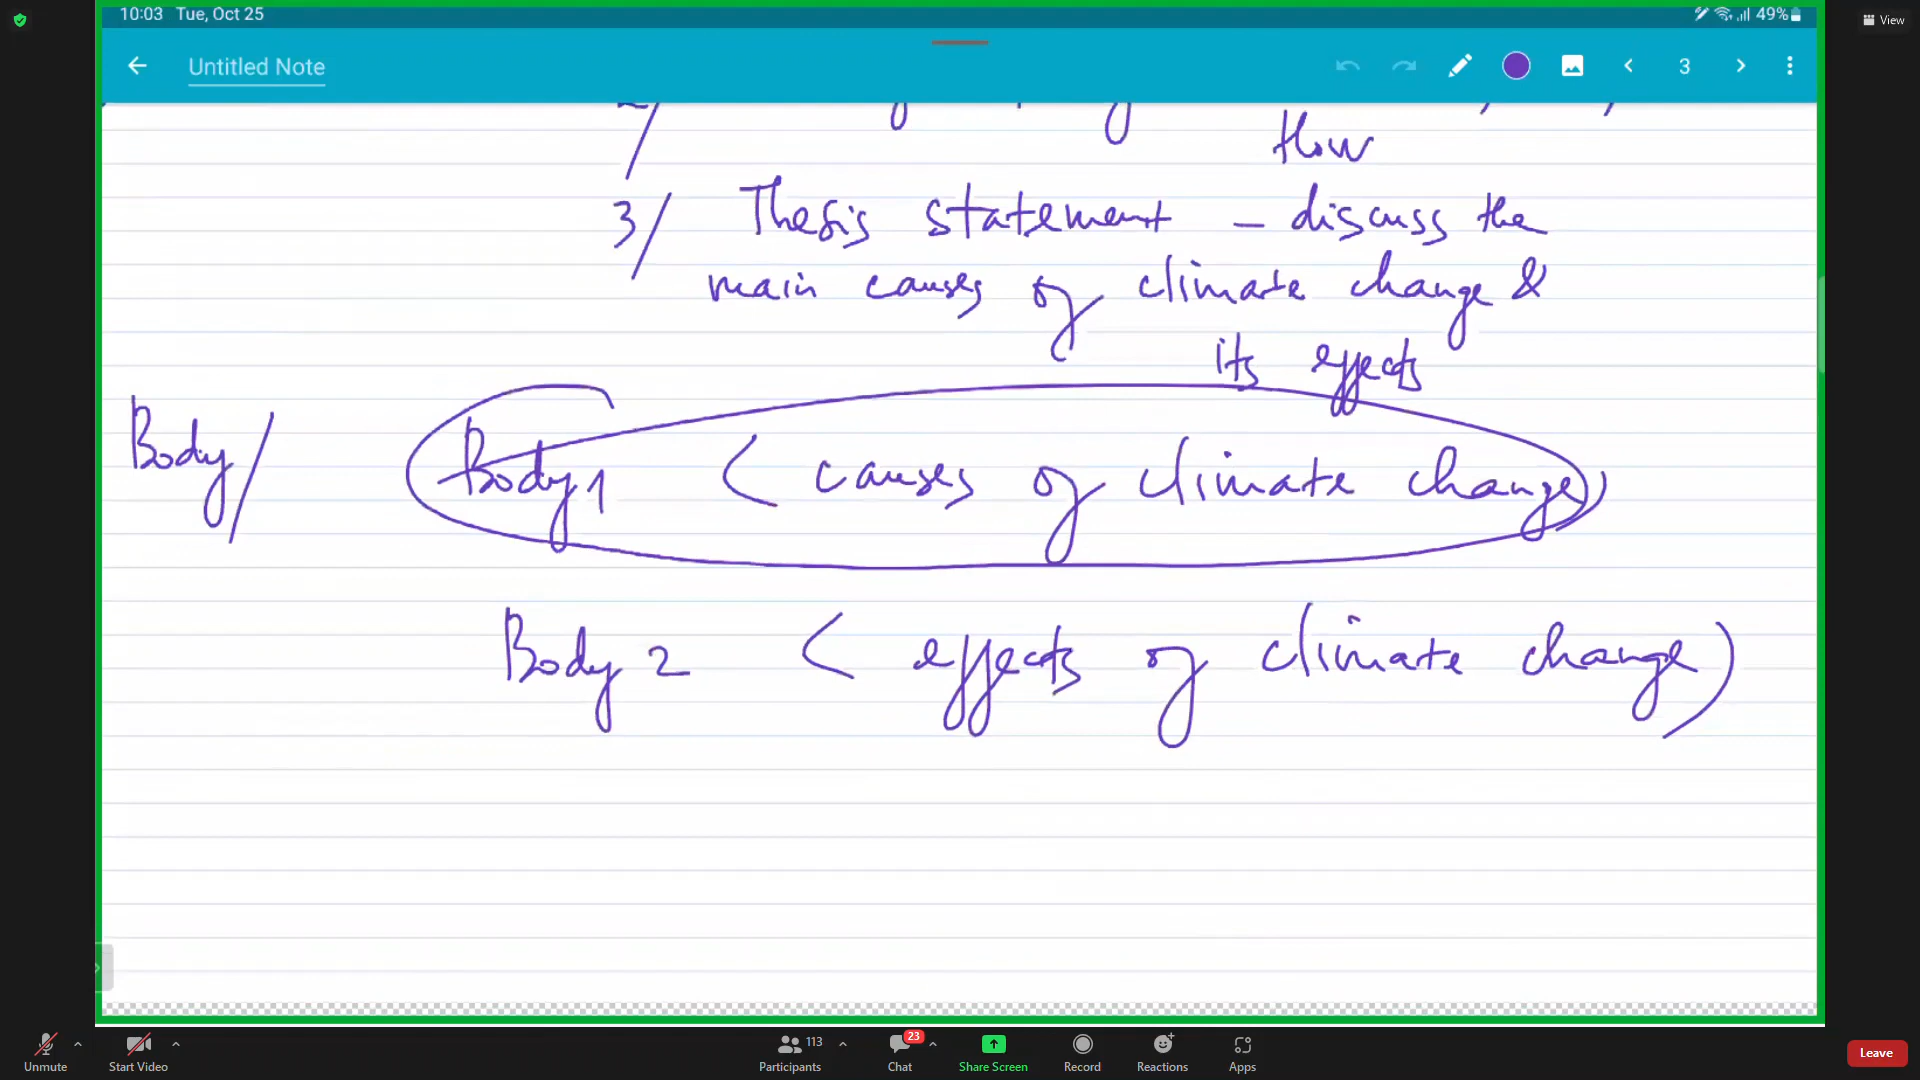 10:03 Tue, Oct 25 49%
View
Untitled Note 3
2/
flow
3/ Thesis statement – discuss the
main causes of climate change &
its effects
Body/ Body 1 ( causes of climate change)
Body 2 ( effects of climate change)
Unmute Start Video Participants 113 Chat 23 Share Screen Record Reactions Apps Leave